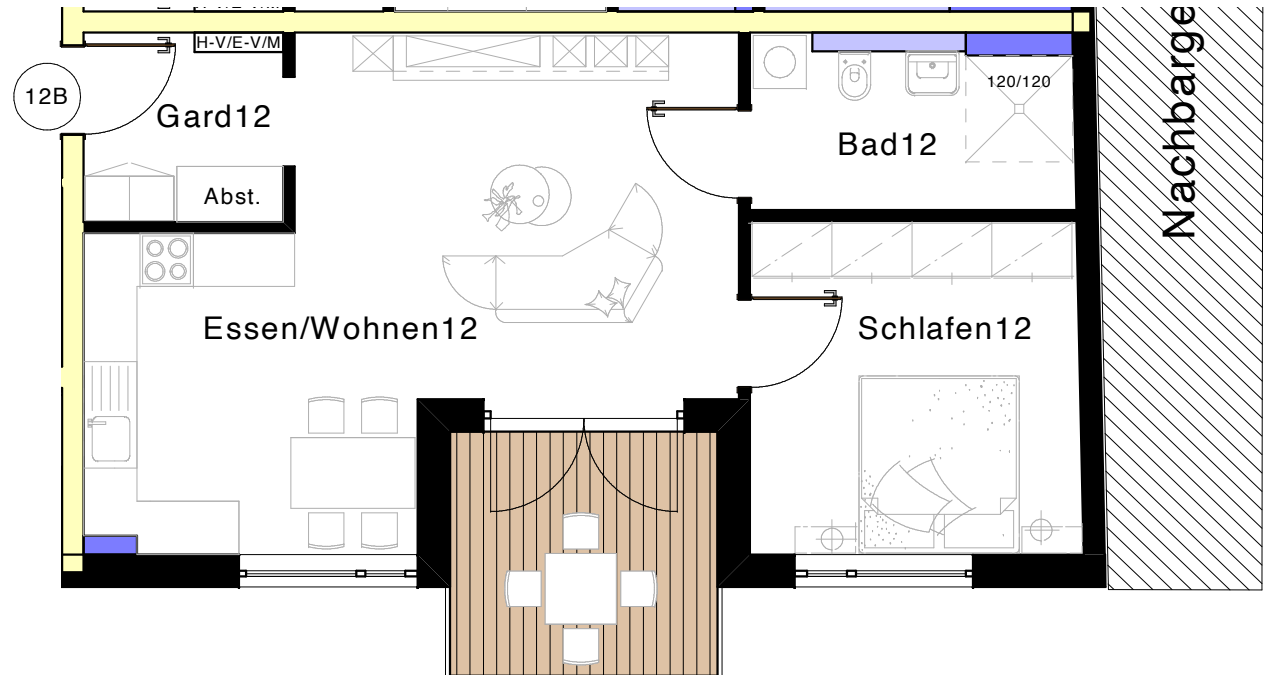 H-V/E-V/M
12B
Gard12
120/120
Bad12
Abst.
Essen/Wohnen12
Schlafen12
Nachbarge